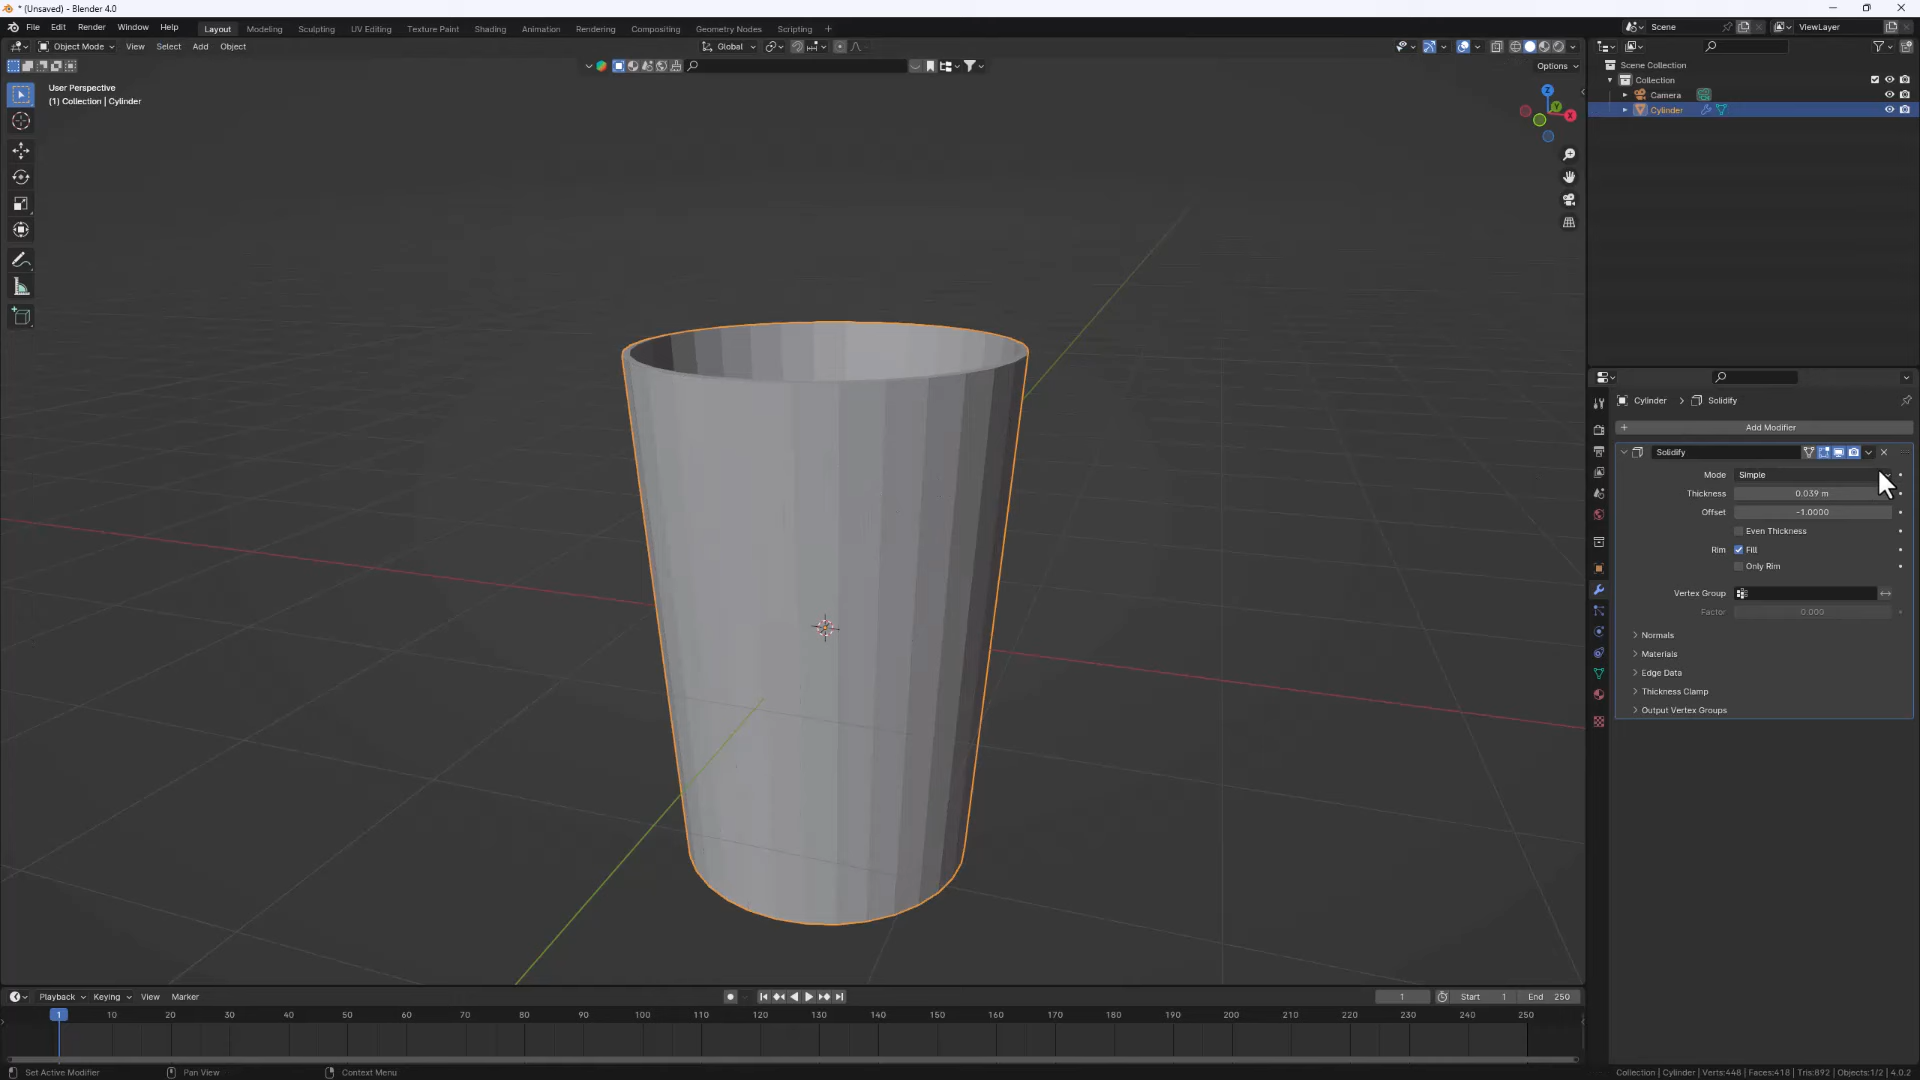 * (Unsaved) - Blender 4.0
File Edit Render Window Help Layout Modeling Sculpting UV Editing Texture Paint Shading Animation Rendering Compositing Geometry Nodes Scripting + Scene ViewLayer
Object Mode View Select Add Object Global
Options
User Perspective
(1) Collection | Cylinder
Z
Y
X
Scene Collection
Collection
Camera
Cylinder
Cylinder > Solidify
+ Add Modifier
Solidify
Mode Simple
Thickness 0.039 m
Offset -1.0000
Even Thickness
Rim Fill
Only Rim
Vertex Group
Factor 0.000
Normals
Materials
Edge Data
Thickness Clamp
Output Vertex Groups
Playback Keying View Marker 1 Start 1 End 250
1 10 20 30 40 50 60 70 80 90 100 110 120 130 140 150 160 170 180 190 200 210 220 230 240 250
Set Active Modifier Pan View Context Menu Collection | Cylinder | Verts:448 | Faces:418 | Tris:892 | Objects:1/2 | 4.0.2